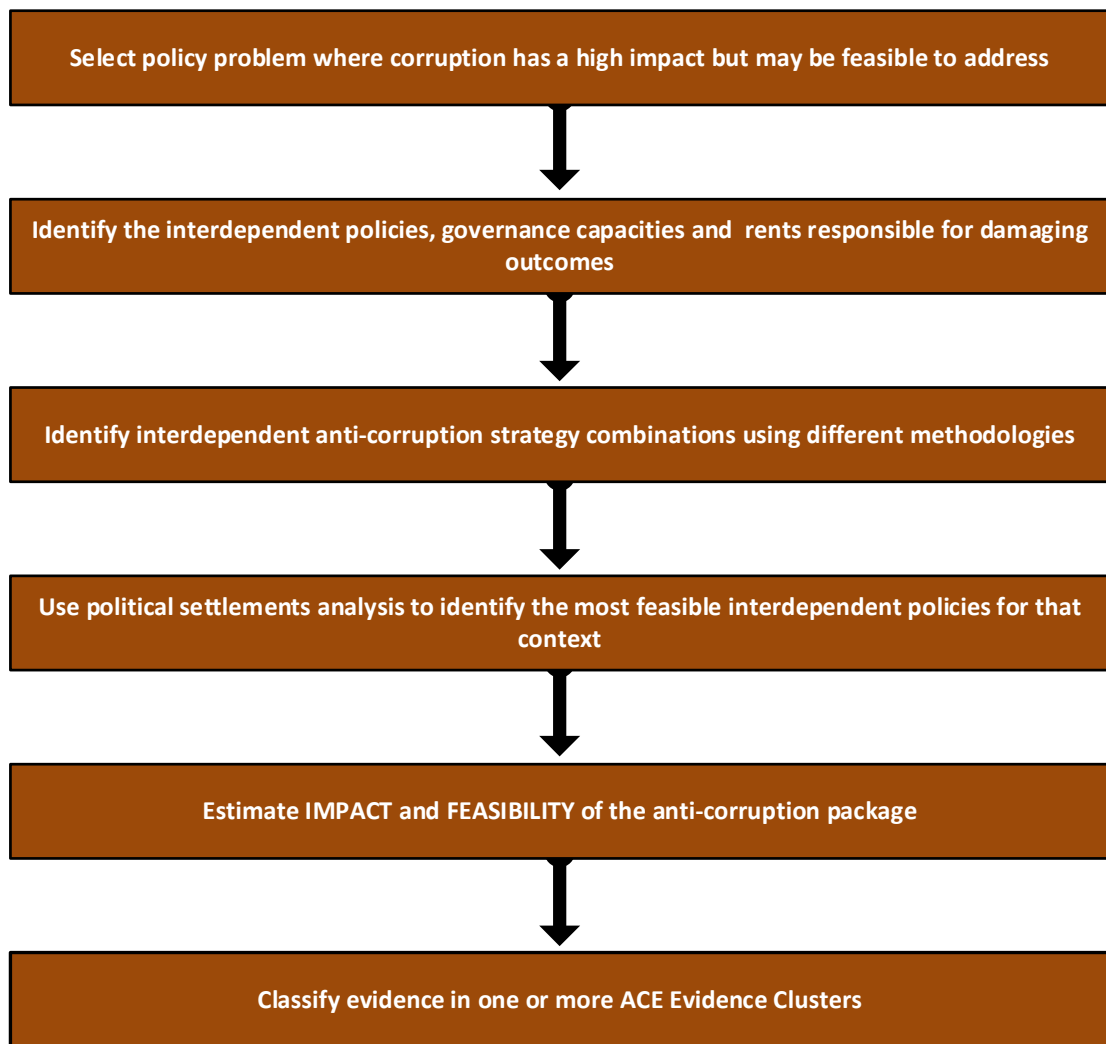 Select policy problem where corruption has a high impact but may be feasible to address
Identify the interdependent policies, governance capacities and  rents responsible for damaging
outcomes
Identify interdependent anti-corruption strategy combinations using different methodologies
Use political settlements analysis to identify the most feasible interdependent policies for that
context
Estimate IMPACT and FEASIBILITY of the anti-corruption package
Classify evidence in one or more ACE Evidence Clusters